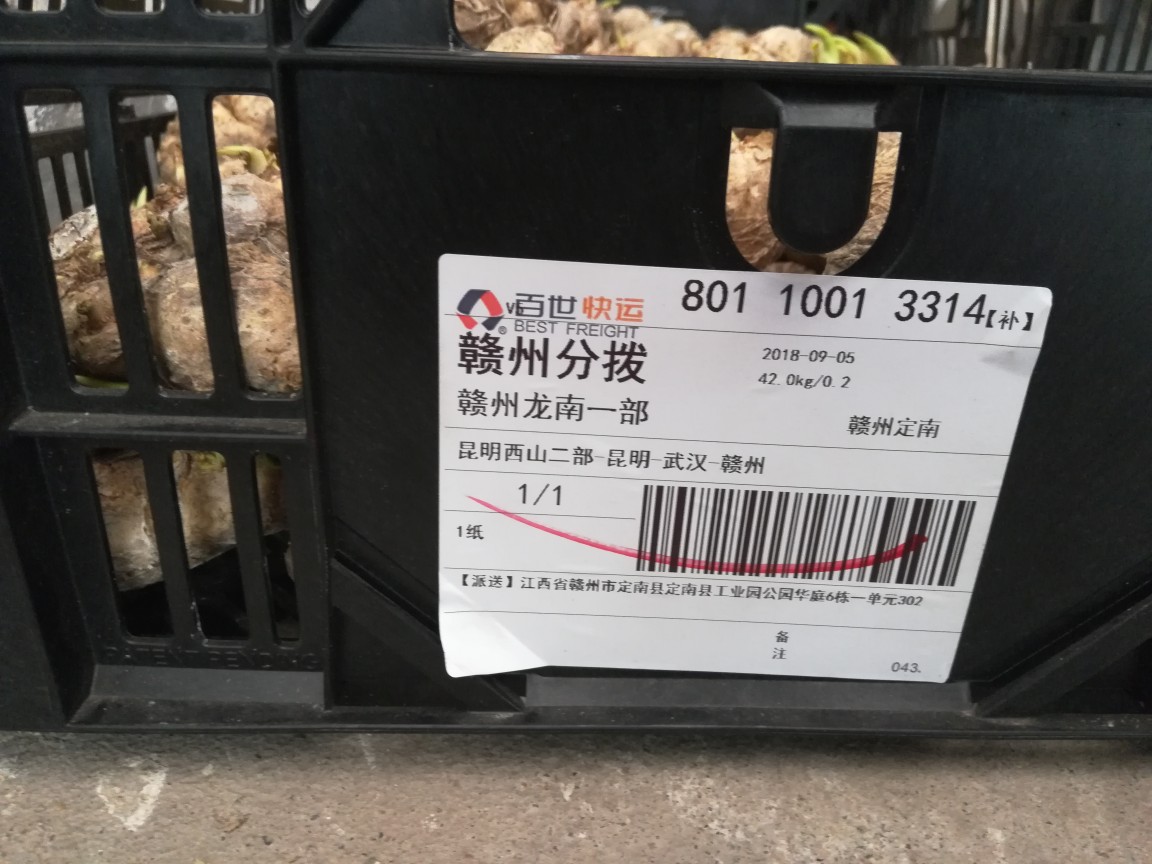 百世快运
BEST FREIGHT
801 1001 3314【补】
赣州分拨
2018-09-05
42.0kg/0.2
赣州龙南一部
赣州定南
昆明西山二部-昆明-武汉-赣州
1/1
1纸
【派送】江西省赣州市定南县定南县工业园公园华庭6栋一单元302
备
注
043.
PATENT PENDING